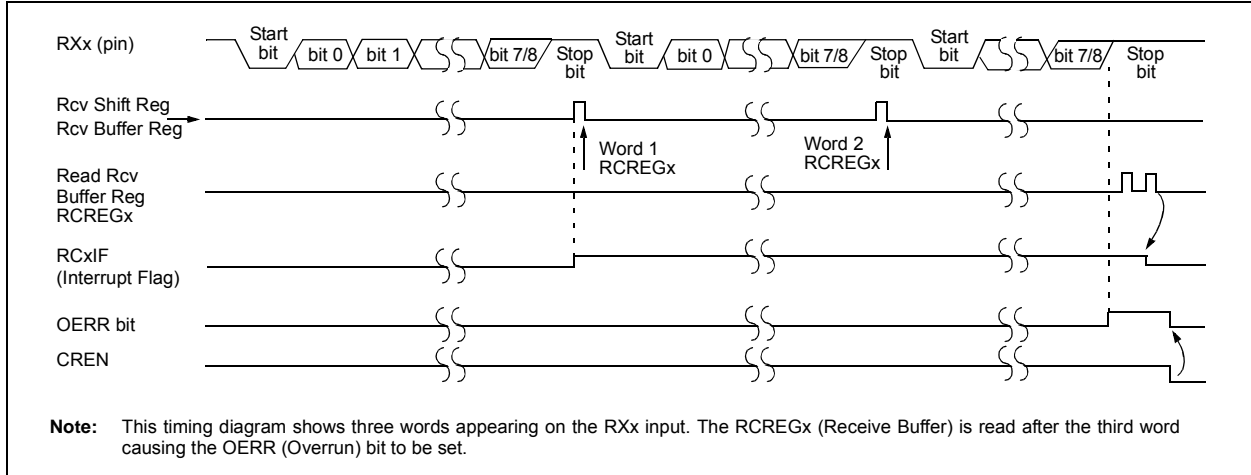 RXx (pin)
Start
bit
bit 0
bit 1
bit 7/8
Stop
bit
Start
bit
bit 0
bit 7/8
Stop
bit
Start
bit
bit 7/8
Stop
bit
Rcv Shift Reg
Rcv Buffer Reg
Word 1
RCREGx
Word 2
RCREGx
Read Rcv
Buffer Reg
RCREGx
RCxIF
(Interrupt Flag)
OERR bit
CREN
Note: This timing diagram shows three words appearing on the RXx input. The RCREGx (Receive Buffer) is read after the third word
causing the OERR (Overrun) bit to be set.